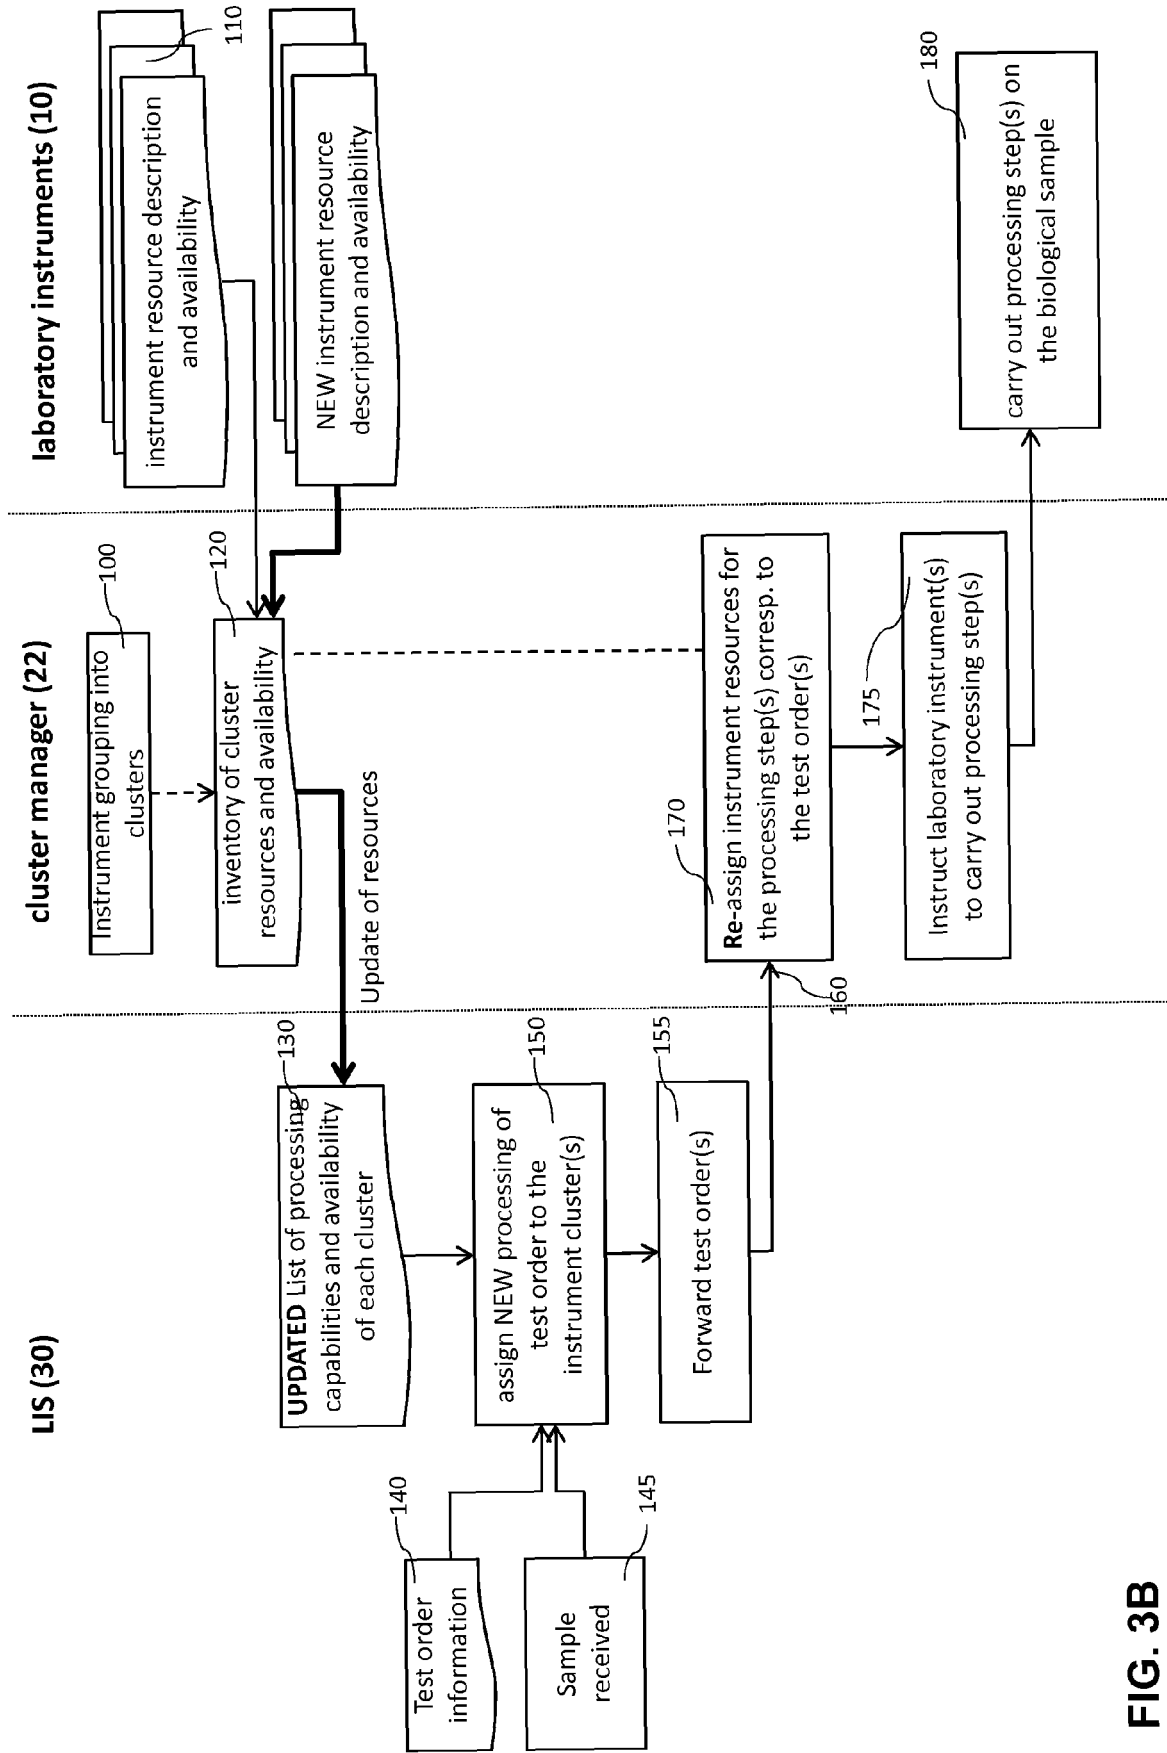 LIS (30)
cluster manager (22)
laboratory instruments (10)
Instrument grouping into
clusters
100
instrument resource description
and availability
110
inventory of cluster
resources and availability
120
NEW instrument resource
description and availability
Update of resources
UPDATED List of processing
capabilities and availability
of each cluster
130
Test order
information
140
Sample
received
145
assign NEW processing of
test order to the
instrument cluster(s)
150
Forward test order(s)
155
160
Re-assign instrument resources for
the processing step(s) corresp. to
the test order(s)
170
Instruct laboratory instrument(s)
to carry out processing step(s)
175
carry out processing step(s) on
the biological sample
180
FIG. 3B